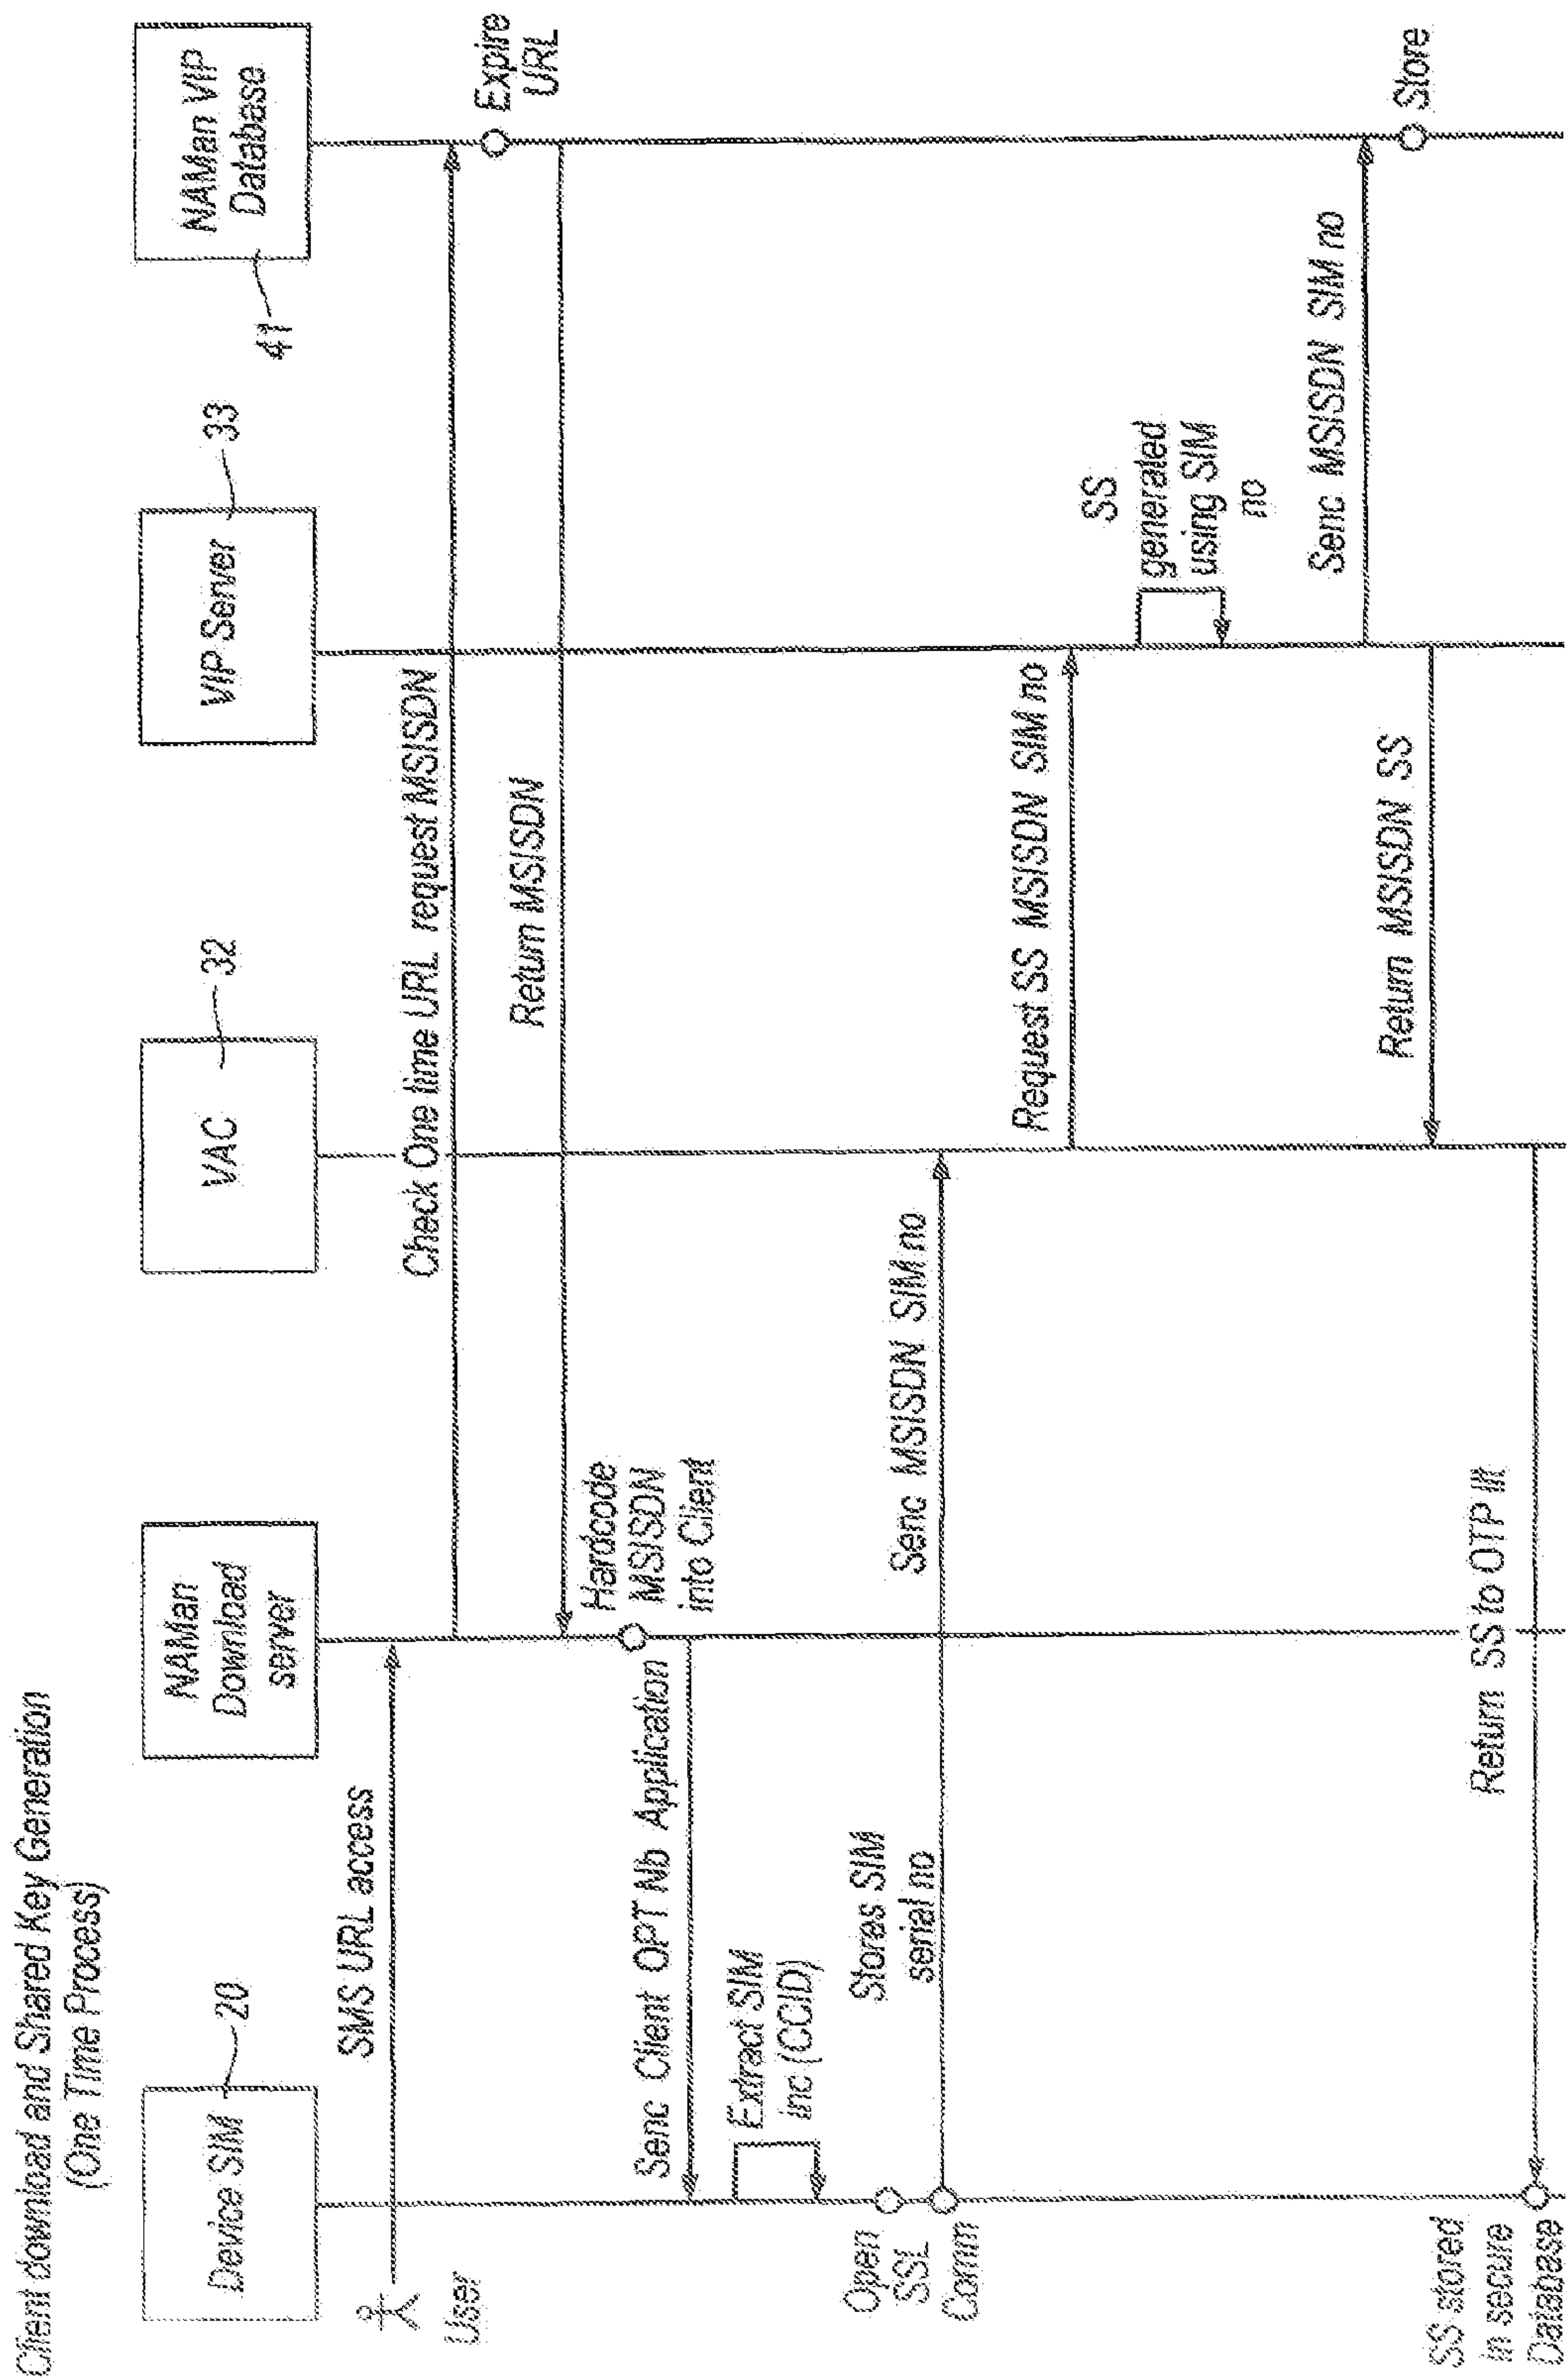 Client download and Shared Key Generation
(One Time Process)
Device SIM
20
NAMan
Download
server
VAC
32
VIP Server
33
NAMan VIP
Database
41
User
SMS URL access
Check One time URL request MSISDN
Expire
URL
Return MSISDN
Hardcode
MSISDN
into Client
Senc Client OPT Nb Application
Extract SIM
inc (CCID)
Stores SIM
serial no
Open
SSL
Comm
Senc MSISDN SIM no
Request SS MSISDN SIM no
SS
generated
using SIM
no
Senc MSISDN SIM no
Store
Return MSISDN SS
Return SS to OTP
SS stored
in secure
Database